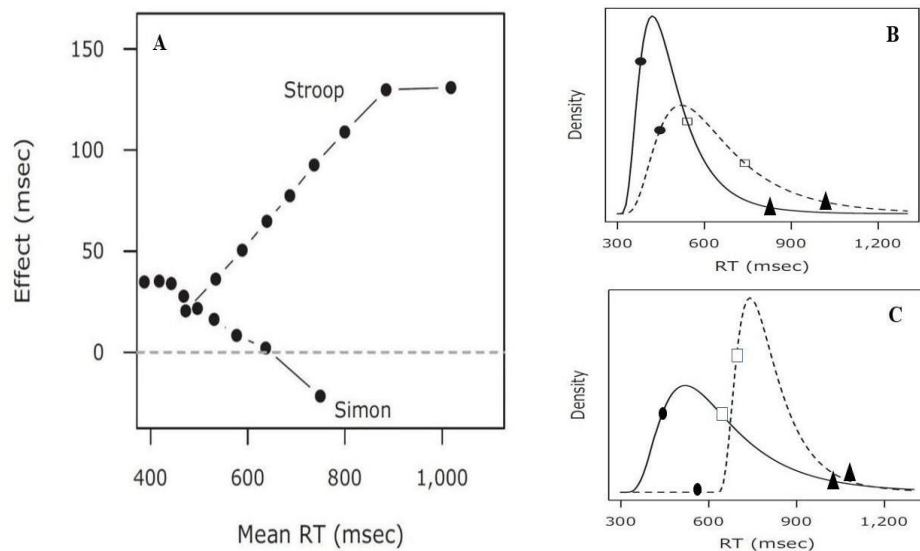 A
Effect (msec)
150
100
50
0
Stroop
Simon
400
600
800
1,000
Mean RT (msec)
B
Density
300
600
900
1,200
RT (msec)
C
Density
300
600
900
1,200
RT (msec)